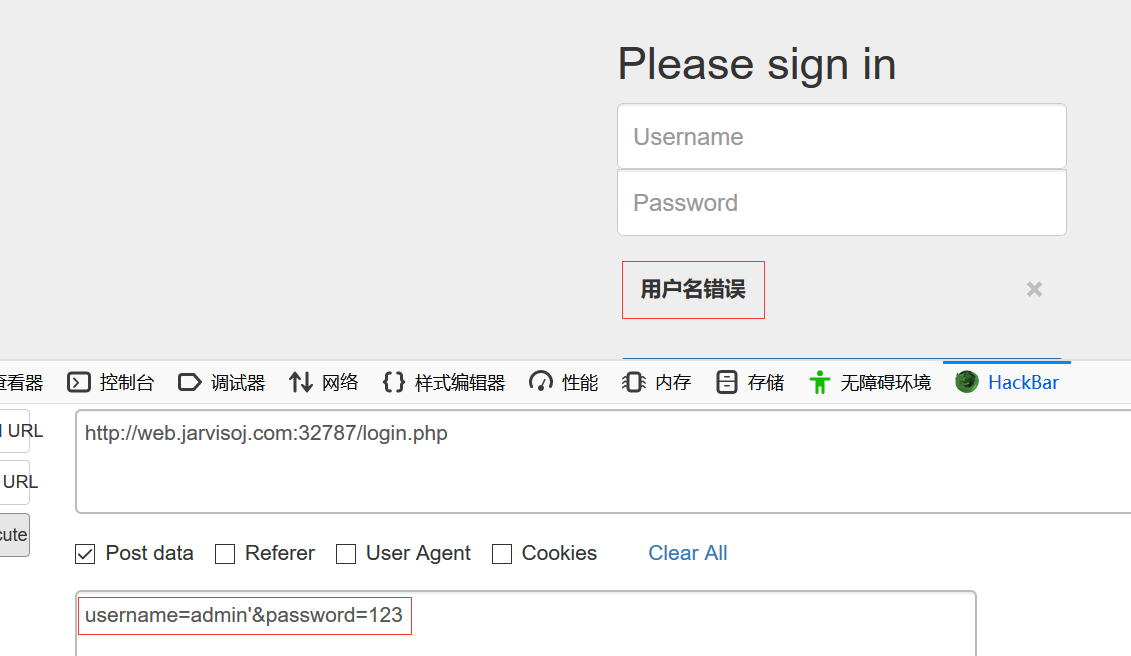 Please sign in
Username
Password
用户名错误
查看器 控制台 调试器 网络 样式编辑器 性能 内存 存储 无障碍环境 HackBar
URL
http://web.jarvisoj.com:32787/login.php
URL
cute
Post data Referer User Agent Cookies Clear All
username=admin'&password=123